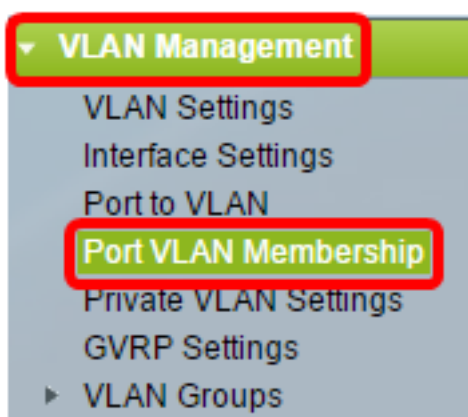 VLAN Management
VLAN Settings
Interface Settings
Port to VLAN
Port VLAN Membership
Private VLAN Settings
GVRP Settings
VLAN Groups